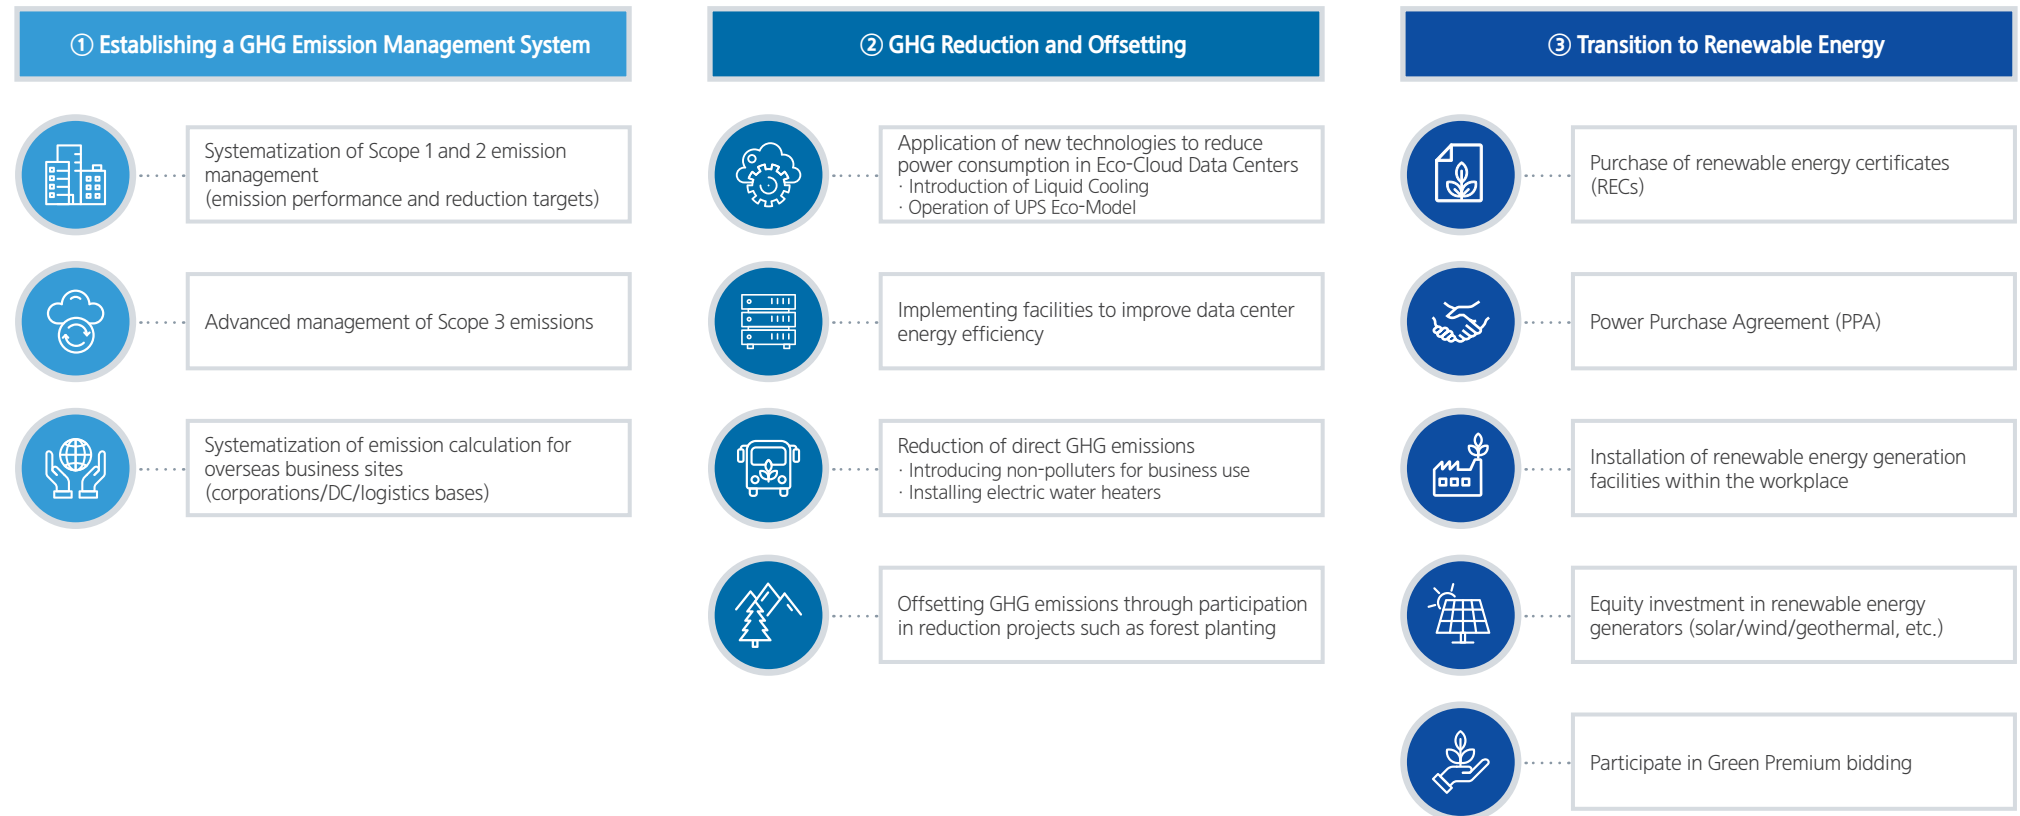 ① Establishing a GHG Emission Management System
Systematization of Scope 1 and 2 emission
management
(emission performance and reduction targets)
Advanced management of Scope 3 emissions
Systematization of emission calculation for
overseas business sites
(corporations/DC/logistics bases)
② GHG Reduction and Offsetting
Application of new technologies to reduce
power consumption in Eco-Cloud Data Centers
· Introduction of Liquid Cooling
· Operation of UPS Eco-Model
Implementing facilities to improve data center
energy efficiency
Reduction of direct GHG emissions
· Introducing non-polluters for business use
· Installing electric water heaters
Offsetting GHG emissions through participation
in reduction projects such as forest planting
③ Transition to Renewable Energy
Purchase of renewable energy certificates
(RECs)
Power Purchase Agreement (PPA)
Installation of renewable energy generation
facilities within the workplace
Equity investment in renewable energy
generators (solar/wind/geothermal, etc.)
Participate in Green Premium bidding